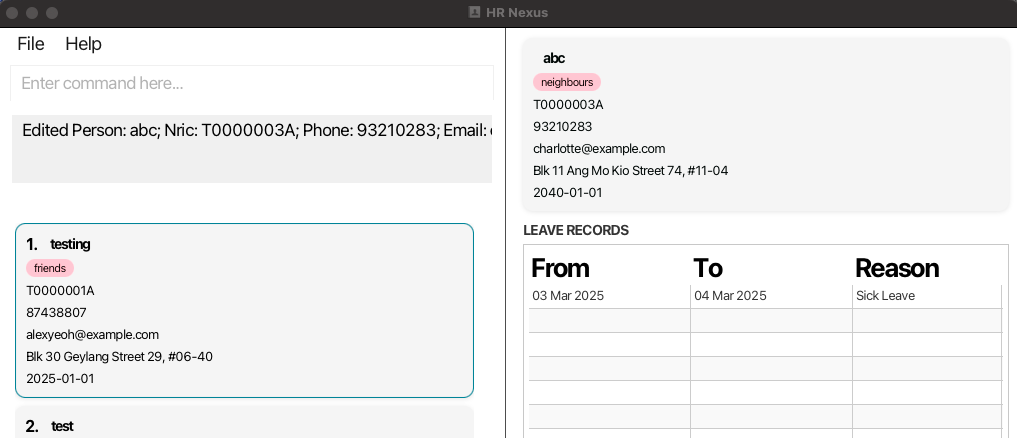 HR Nexus
File Help
Enter command here...
Edited Person: abc; Nric: T0000003A; Phone: 93210283; Email:
1. testing
friends
T0000001A
87438807
alexyeoh@example.com
Blk 30 Geylang Street 29, #06-40
2025-01-01
2. test
abc
neighbours
T0000003A
93210283
charlotte@example.com
Blk 11 Ang Mo Kio Street 74, #11-04
2040-01-01
LEAVE RECORDS
From To Reason
03 Mar 2025 04 Mar 2025 Sick Leave